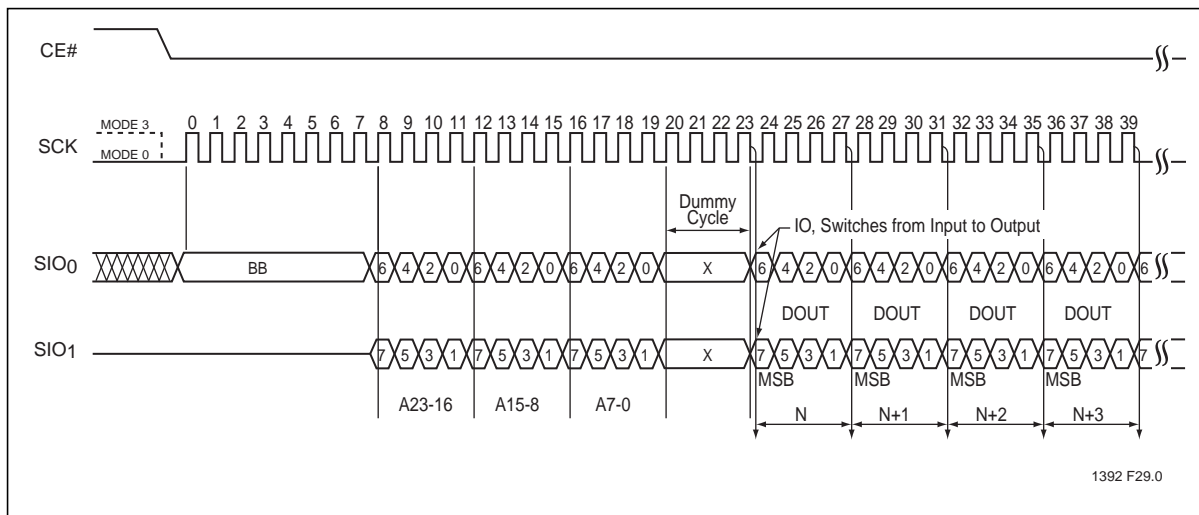 CE#
MODE 3
0 1 2 3 4 5 6 7 8 9 10 11 12 13 14 15 16 17 18 19 20 21 22 23 24 25 26 27 28 29 30 31 32 33 34 35 36 37 38 39
SCK
MODE 0
Dummy
Cycle
IO, Switches from Input to Output
SIO0
BB
6 4 2 0 6 4 2 0 6 4 2 0
X
6 4 2 0 6 4 2 0 6 4 2 0 6 4 2 0 6
DOUT DOUT DOUT DOUT
SIO1
7 5 3 1 7 5 3 1 7 5 3 1
X
7 5 3 1 7 5 3 1 7 5 3 1 7 5 3 1 7
MSB MSB MSB MSB
A23-16 A15-8 A7-0
N N+1 N+2 N+3
1392 F29.0